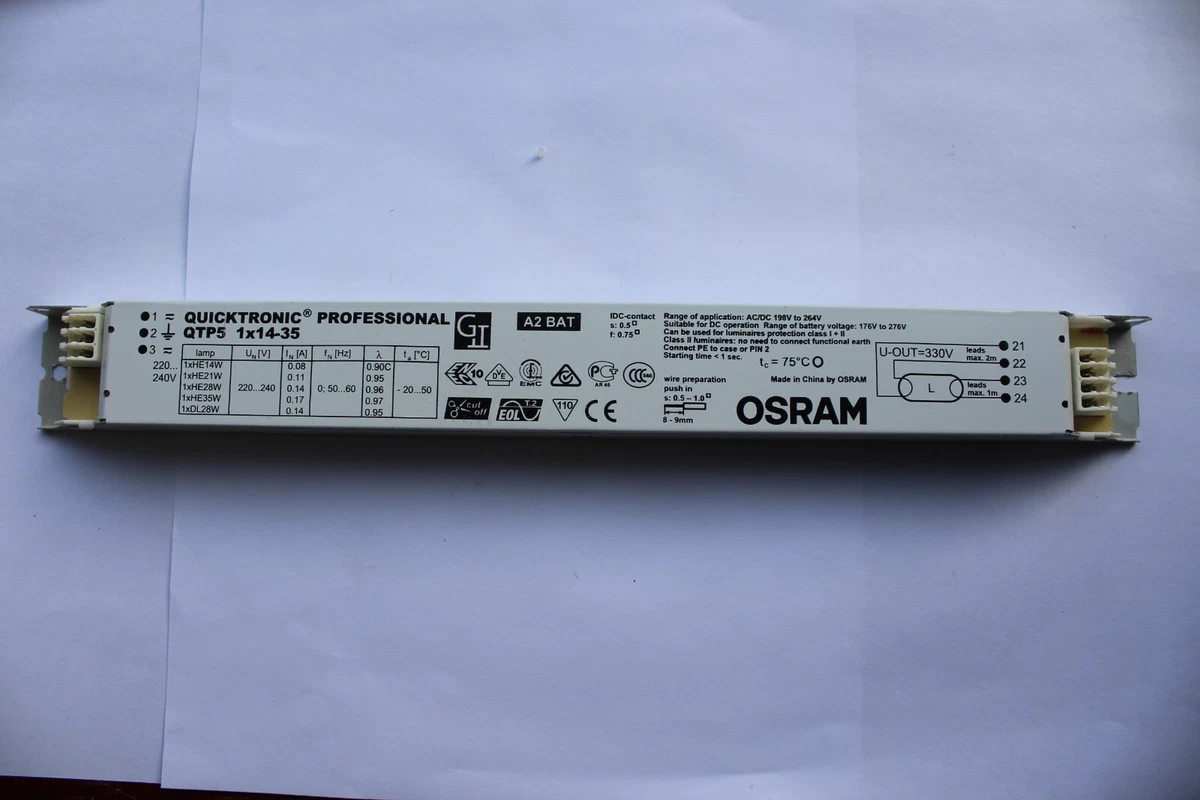 1 ≂
2 ⏚
3 ≂
220...
240V
QUICKTRONIC® PROFESSIONAL
QTP5 1x14-35
lamp UN [V] IN [A] fN [Hz] λ ta [°C]
1xHE14W 0.08 0.90C
1xHE21W 0.11 0.95
1xHE28W 220...240 0.14 0; 50...60 0.96 - 20...50
1xHE35W 0.17 0.97
1xDL28W 0.14 0.95
A2 BAT
10
VDE
EMC
AR 46
CCC
cut
off
EOL T.2
110
CE
IDC-contact
s: 0.5
f: 0.75
wire preparation
push in
s: 0.5 – 1.0
8 - 9mm
Range of application: AC/DC 198V to 264V
Suitable for DC operation Range of battery voltage: 176V to 276V
Can be used for luminaires protection class I + II
Class II luminaires: no need to connect functional earth
Connect PE to case or PIN 2
Starting time < 1 sec.
tc = 75°C
Made in China by OSRAM
OSRAM
U-OUT=330V
leads
max. 2m
leads
max. 1m
L
21
22
23
24